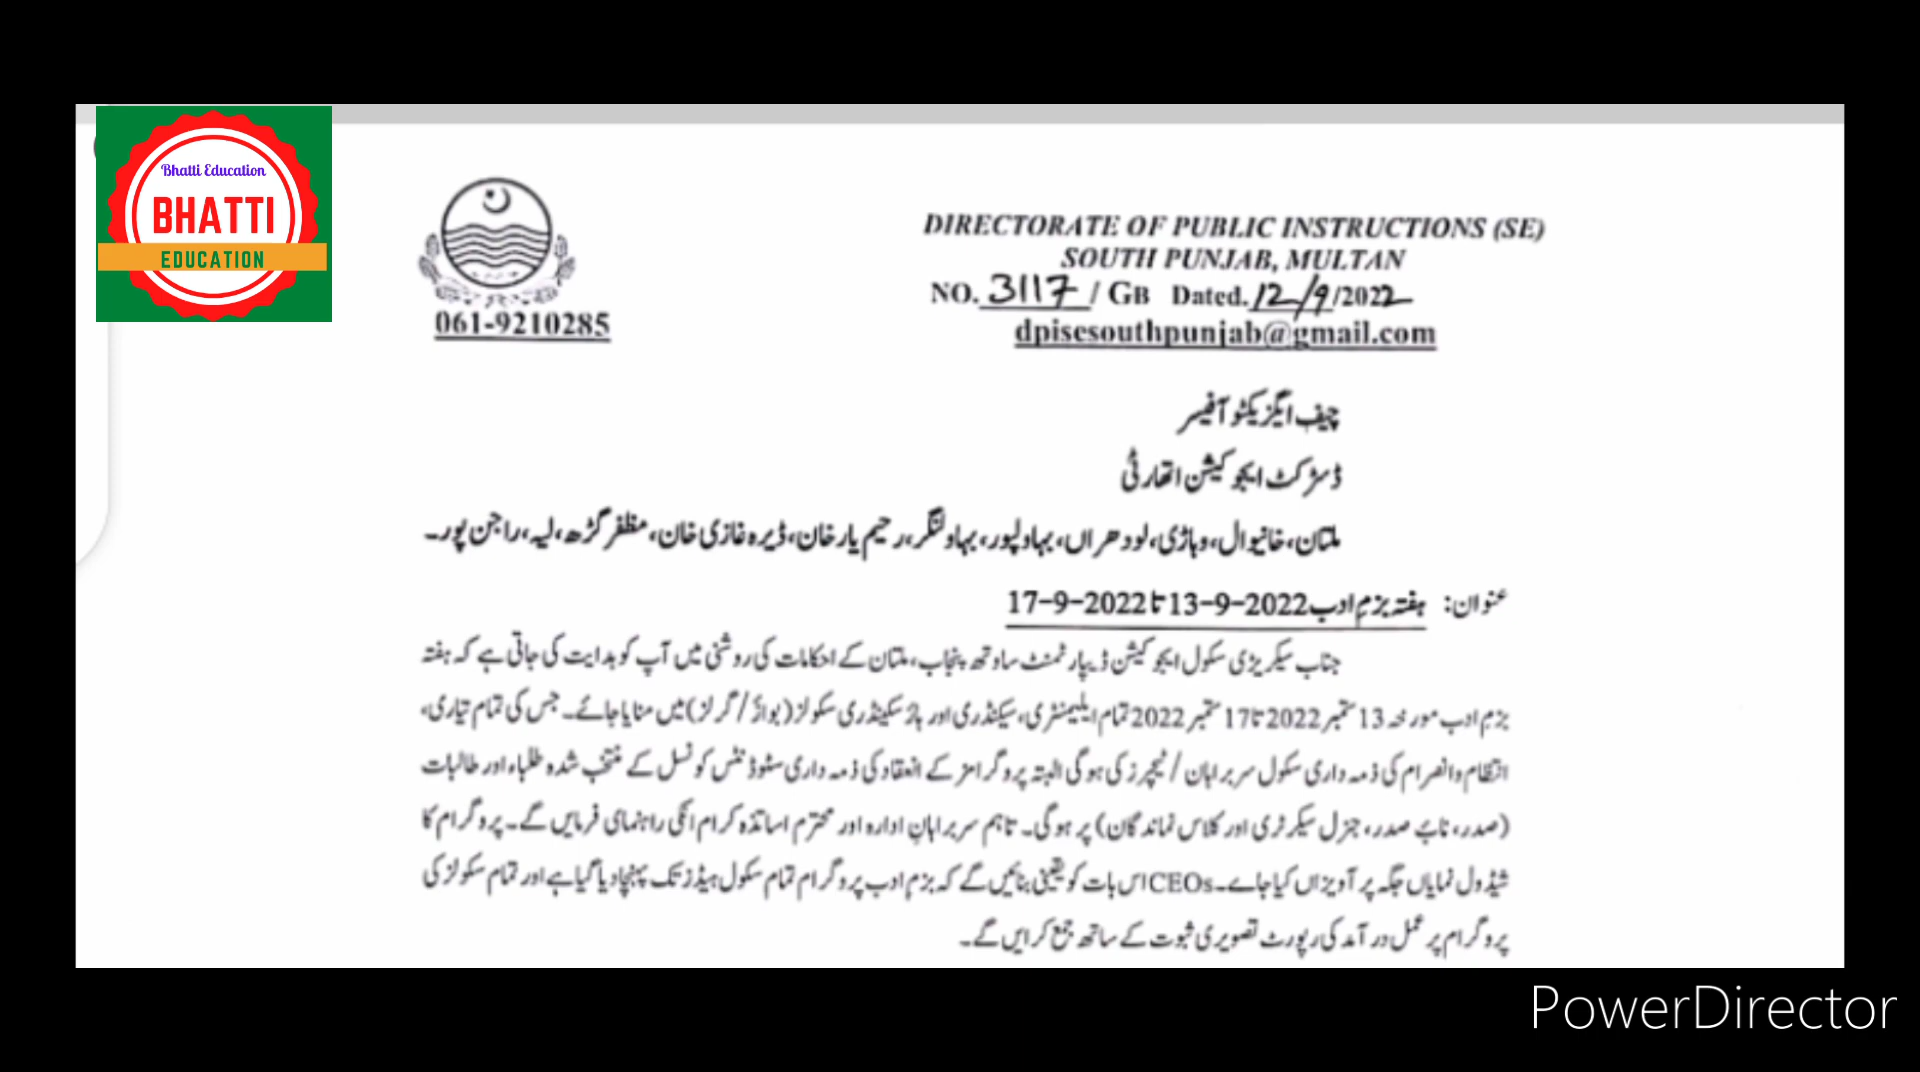 Bhatti Education
BHATTI
EDUCATION
061-9210285
DIRECTORATE OF PUBLIC INSTRUCTIONS (SE)
SOUTH PUNJAB, MULTAN
NO. 3117 / GB Dated. 12/9/2022
dpisesouthpunjab@gmail.com
چیف ایگزیکٹو آفیسر
ڈسٹرکٹ ایجوکیشن اتھارٹی
ملتان، خانیوال، وہاڑی، لودھراں، بہاولپور، بہاولنگر، رحیم یار خان، ڈیرہ غازی خان، مظفر گڑھ، لیہ، راجن پور۔
عنوان: ہفتہ بزم ادب 13-9-2022 تا 17-9-2022
جناب سیکریڑی سکول ایجوکیشن ڈیپارٹمنٹ ساوتھ پنجاب، ملتان کے احکامات کی روشنی میں آپ کو ہدایت کی جاتی ہے کہ ہفتہ
بزم ادب مورخہ 13 ستمبر 2022 تا 17 ستمبر 2022 تمام ایلیمنٹری، سیکنڈری اور ہائر سکینڈری سکولز (بوائز/ گرلز) میں منایا جائے۔ جس کی تمام تیاری،
انتظام و انصرام کی ذمہ داری سکول سربراہان / ٹیچرز کی ہوگی البتہ پروگرامز کے انعقاد کی ذمہ داری سٹوڈنٹس کونسل کے منتخب شدہ طلباء اور طالبات
(صدر، نائب صدر، جنرل سیکرٹری اور کلاس نمائندگان) پر ہوگی۔ تاہم سربراہانِ ادارہ اور محترم اساتذہ کرام انکی راہنمای فرمایں گے۔ پروگرام کا
شیڈول نمایاں جگہ پر آویزاں کیا جاے۔ CEOs اس بات کو یقینی بنائیں گے کہ بزم ادب پروگرام تمام سکول ہیڈز تک پہنچا دیا گیا ہے اور تمام سکولز کی
پروگرام پر عمل در آمد کی رپورٹ تصویری ثبوت کے ساتھ جمع کرایں گے۔
PowerDirector